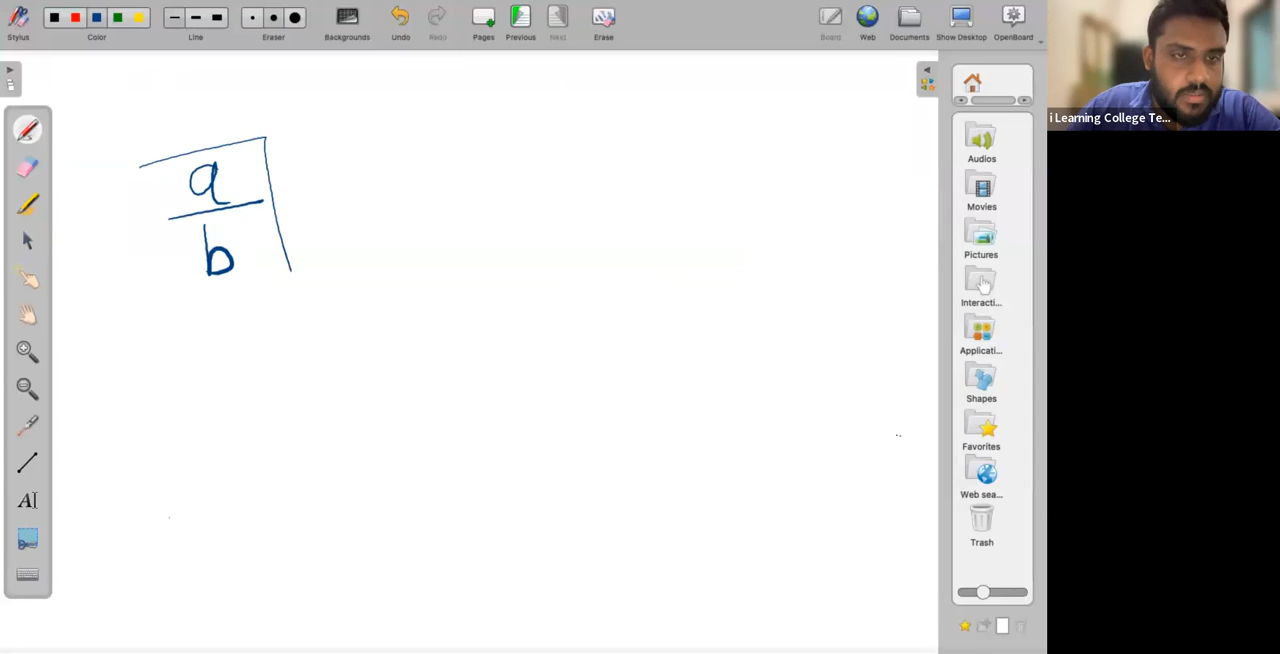 Stylus
Color
Line
Eraser
Backgrounds
Undo
Redo
Pages
Previous
Next
Erase
Board
Web
Documents
Show Desktop
OpenBoard
i Learning College Te...
a
b
Audios
Movies
Pictures
Interacti...
Applicati...
Shapes
Favorites
Web sea...
Trash